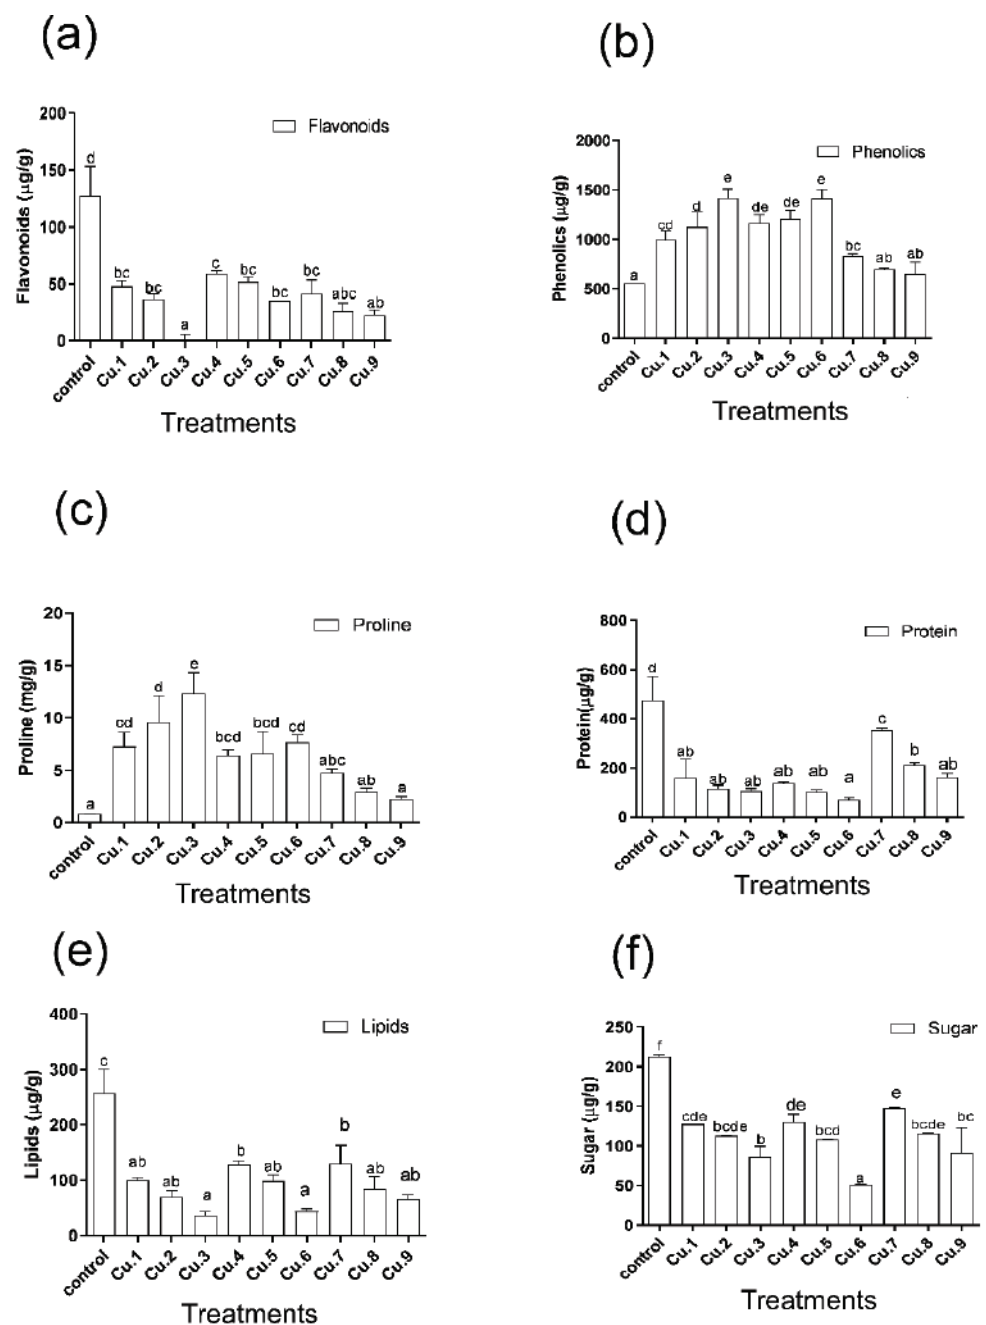 (a)
(b)
200
150
100
50
0
Flavonoids (μg/g)
Flavonoids
d
bc
bc
a
c
bc
bc
bc
abc
ab
control
Cu.1
Cu.2
Cu.3
Cu.4
Cu.5
Cu.6
Cu.7
Cu.8
Cu.9
Treatments
2000
1500
1000
500
0
Phenolics (μg/g)
Phenolics
a
cd
d
e
de
de
e
bc
ab
ab
control
Cu.1
Cu.2
Cu.3
Cu.4
Cu.5
Cu.6
Cu.7
Cu.8
Cu.9
Treatments
(c)
(d)
20
15
10
5
0
Proline (mg/g)
Proline
a
cd
d
e
bcd
bcd
cd
abc
ab
a
control
Cu.1
Cu.2
Cu.3
Cu.4
Cu.5
Cu.6
Cu.7
Cu.8
Cu.9
Treatments
800
600
400
200
0
Protein(μg/g)
Protein
d
ab
ab
ab
ab
ab
a
c
b
ab
control
Cu.1
Cu.2
Cu.3
Cu.4
Cu.5
Cu.6
Cu.7
Cu.8
Cu.9
Treatments
(e)
(f)
400
300
200
100
0
Lipids (μg/g)
Lipids
c
ab
ab
a
b
ab
a
b
ab
ab
control
Cu.1
Cu.2
Cu.3
Cu.4
Cu.5
Cu.6
Cu.7
Cu.8
Cu.9
Treatments
250
200
150
100
50
0
Sugar (μg/g)
Sugar
f
cde
bcde
b
de
bcd
a
e
bcde
bc
control
Cu.1
Cu.2
Cu.3
Cu.4
Cu.5
Cu.6
Cu.7
Cu.8
Cu.9
Treatments